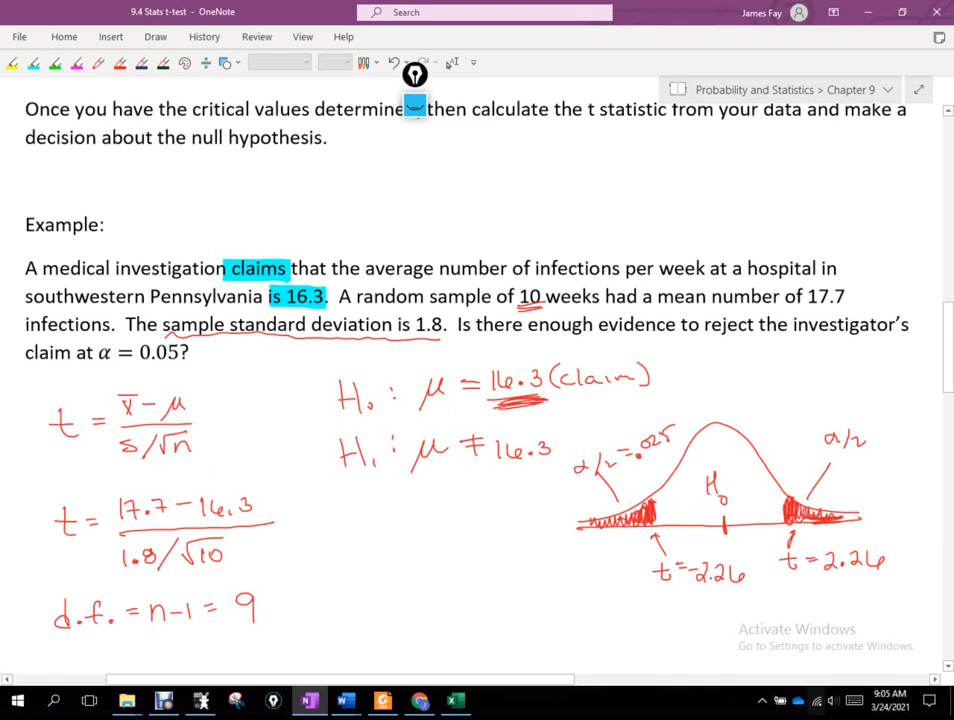 9.4 Stats t-test - OneNote
Search
James Fay
File Home Insert Draw History Review View Help
Probability and Statistics > Chapter 9
Once you have the critical values determine then calculate the t statistic from your data and make a
decision about the null hypothesis.
Example:
A medical investigation claims that the average number of infections per week at a hospital in
southwestern Pennsylvania is 16.3. A random sample of 10 weeks had a mean number of 17.7
infections. The sample standard deviation is 1.8. Is there enough evidence to reject the investigator's
claim at α = 0.05?
H₀ : μ = 16.3 (claim)
t = x̅ - μ / s/√n
H₁ : μ ≠ 16.3
α/2 = .025
α/2
H₀
t = 17.7 - 16.3 / 1.8/√10
t = -2.26
t = 2.26
d.f. = n-1 = 9
Activate Windows
Go to Settings to activate Windows.
9:05 AM
3/24/2021